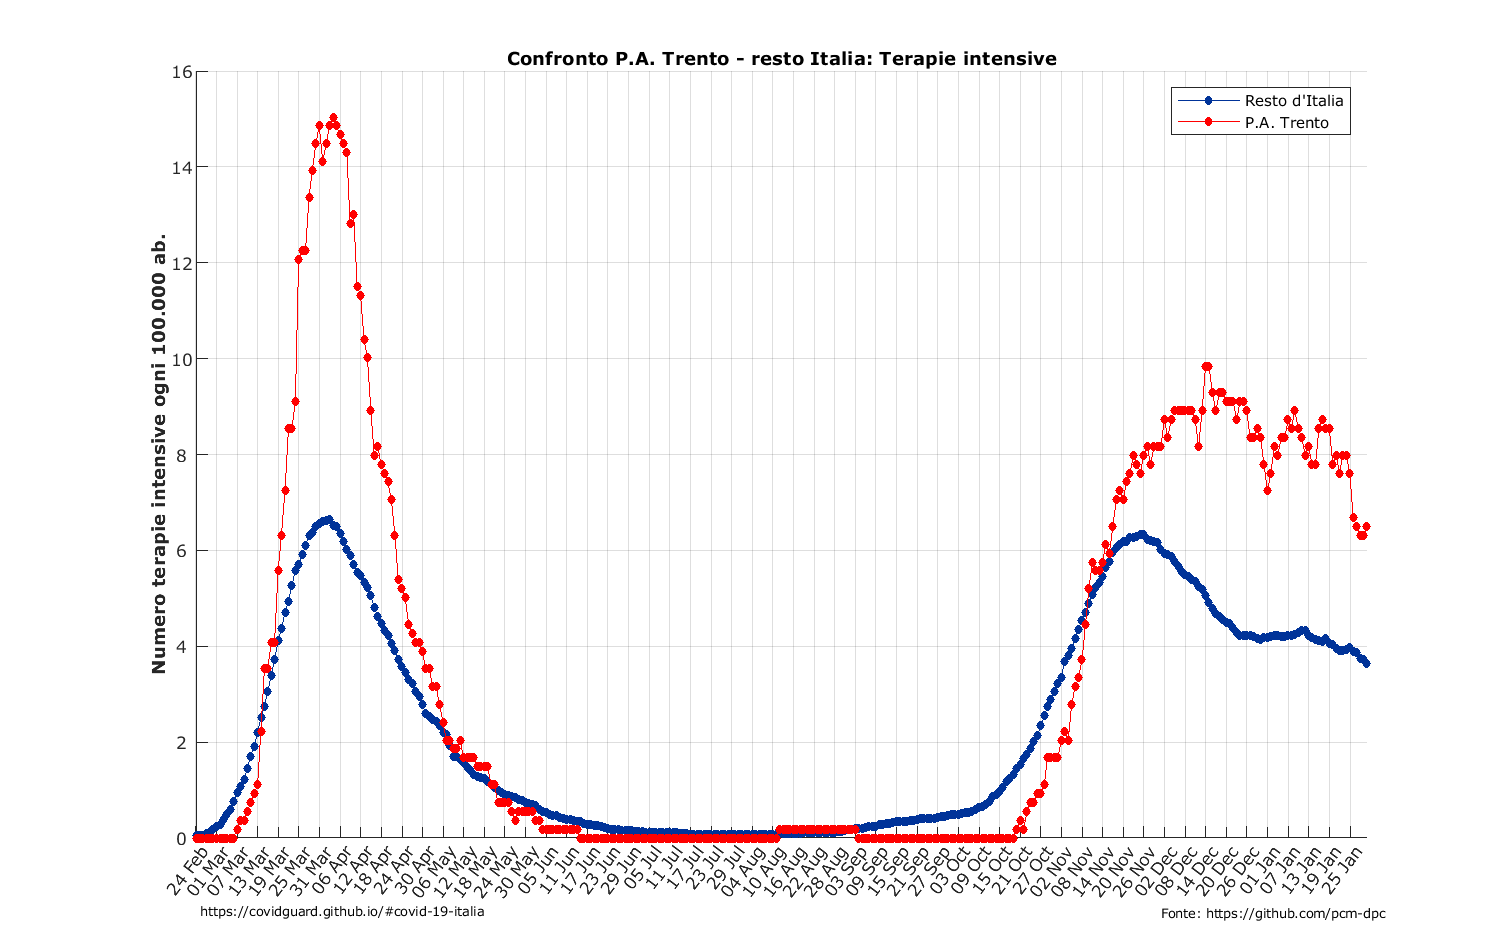 Confronto P.A. Trento - resto Italia: Terapie intensive
Numero terapie intensive ogni 100.000 ab.
16
14
12
10
8
6
4
2
0
Resto d'Italia
P.A. Trento
24 Feb
01 Mar
07 Mar
13 Mar
19 Mar
25 Mar
31 Mar
06 Apr
12 Apr
18 Apr
24 Apr
30 Apr
06 May
12 May
18 May
24 May
30 May
05 Jun
11 Jun
17 Jun
23 Jun
29 Jun
05 Jul
11 Jul
17 Jul
23 Jul
29 Jul
04 Aug
10 Aug
16 Aug
22 Aug
28 Aug
03 Sep
09 Sep
15 Sep
21 Sep
27 Sep
03 Oct
09 Oct
15 Oct
21 Oct
27 Oct
02 Nov
08 Nov
14 Nov
20 Nov
26 Nov
02 Dec
08 Dec
14 Dec
20 Dec
26 Dec
01 Jan
07 Jan
13 Jan
19 Jan
25 Jan
https://covidguard.github.io/#covid-19-italia
Fonte: https://github.com/pcm-dpc